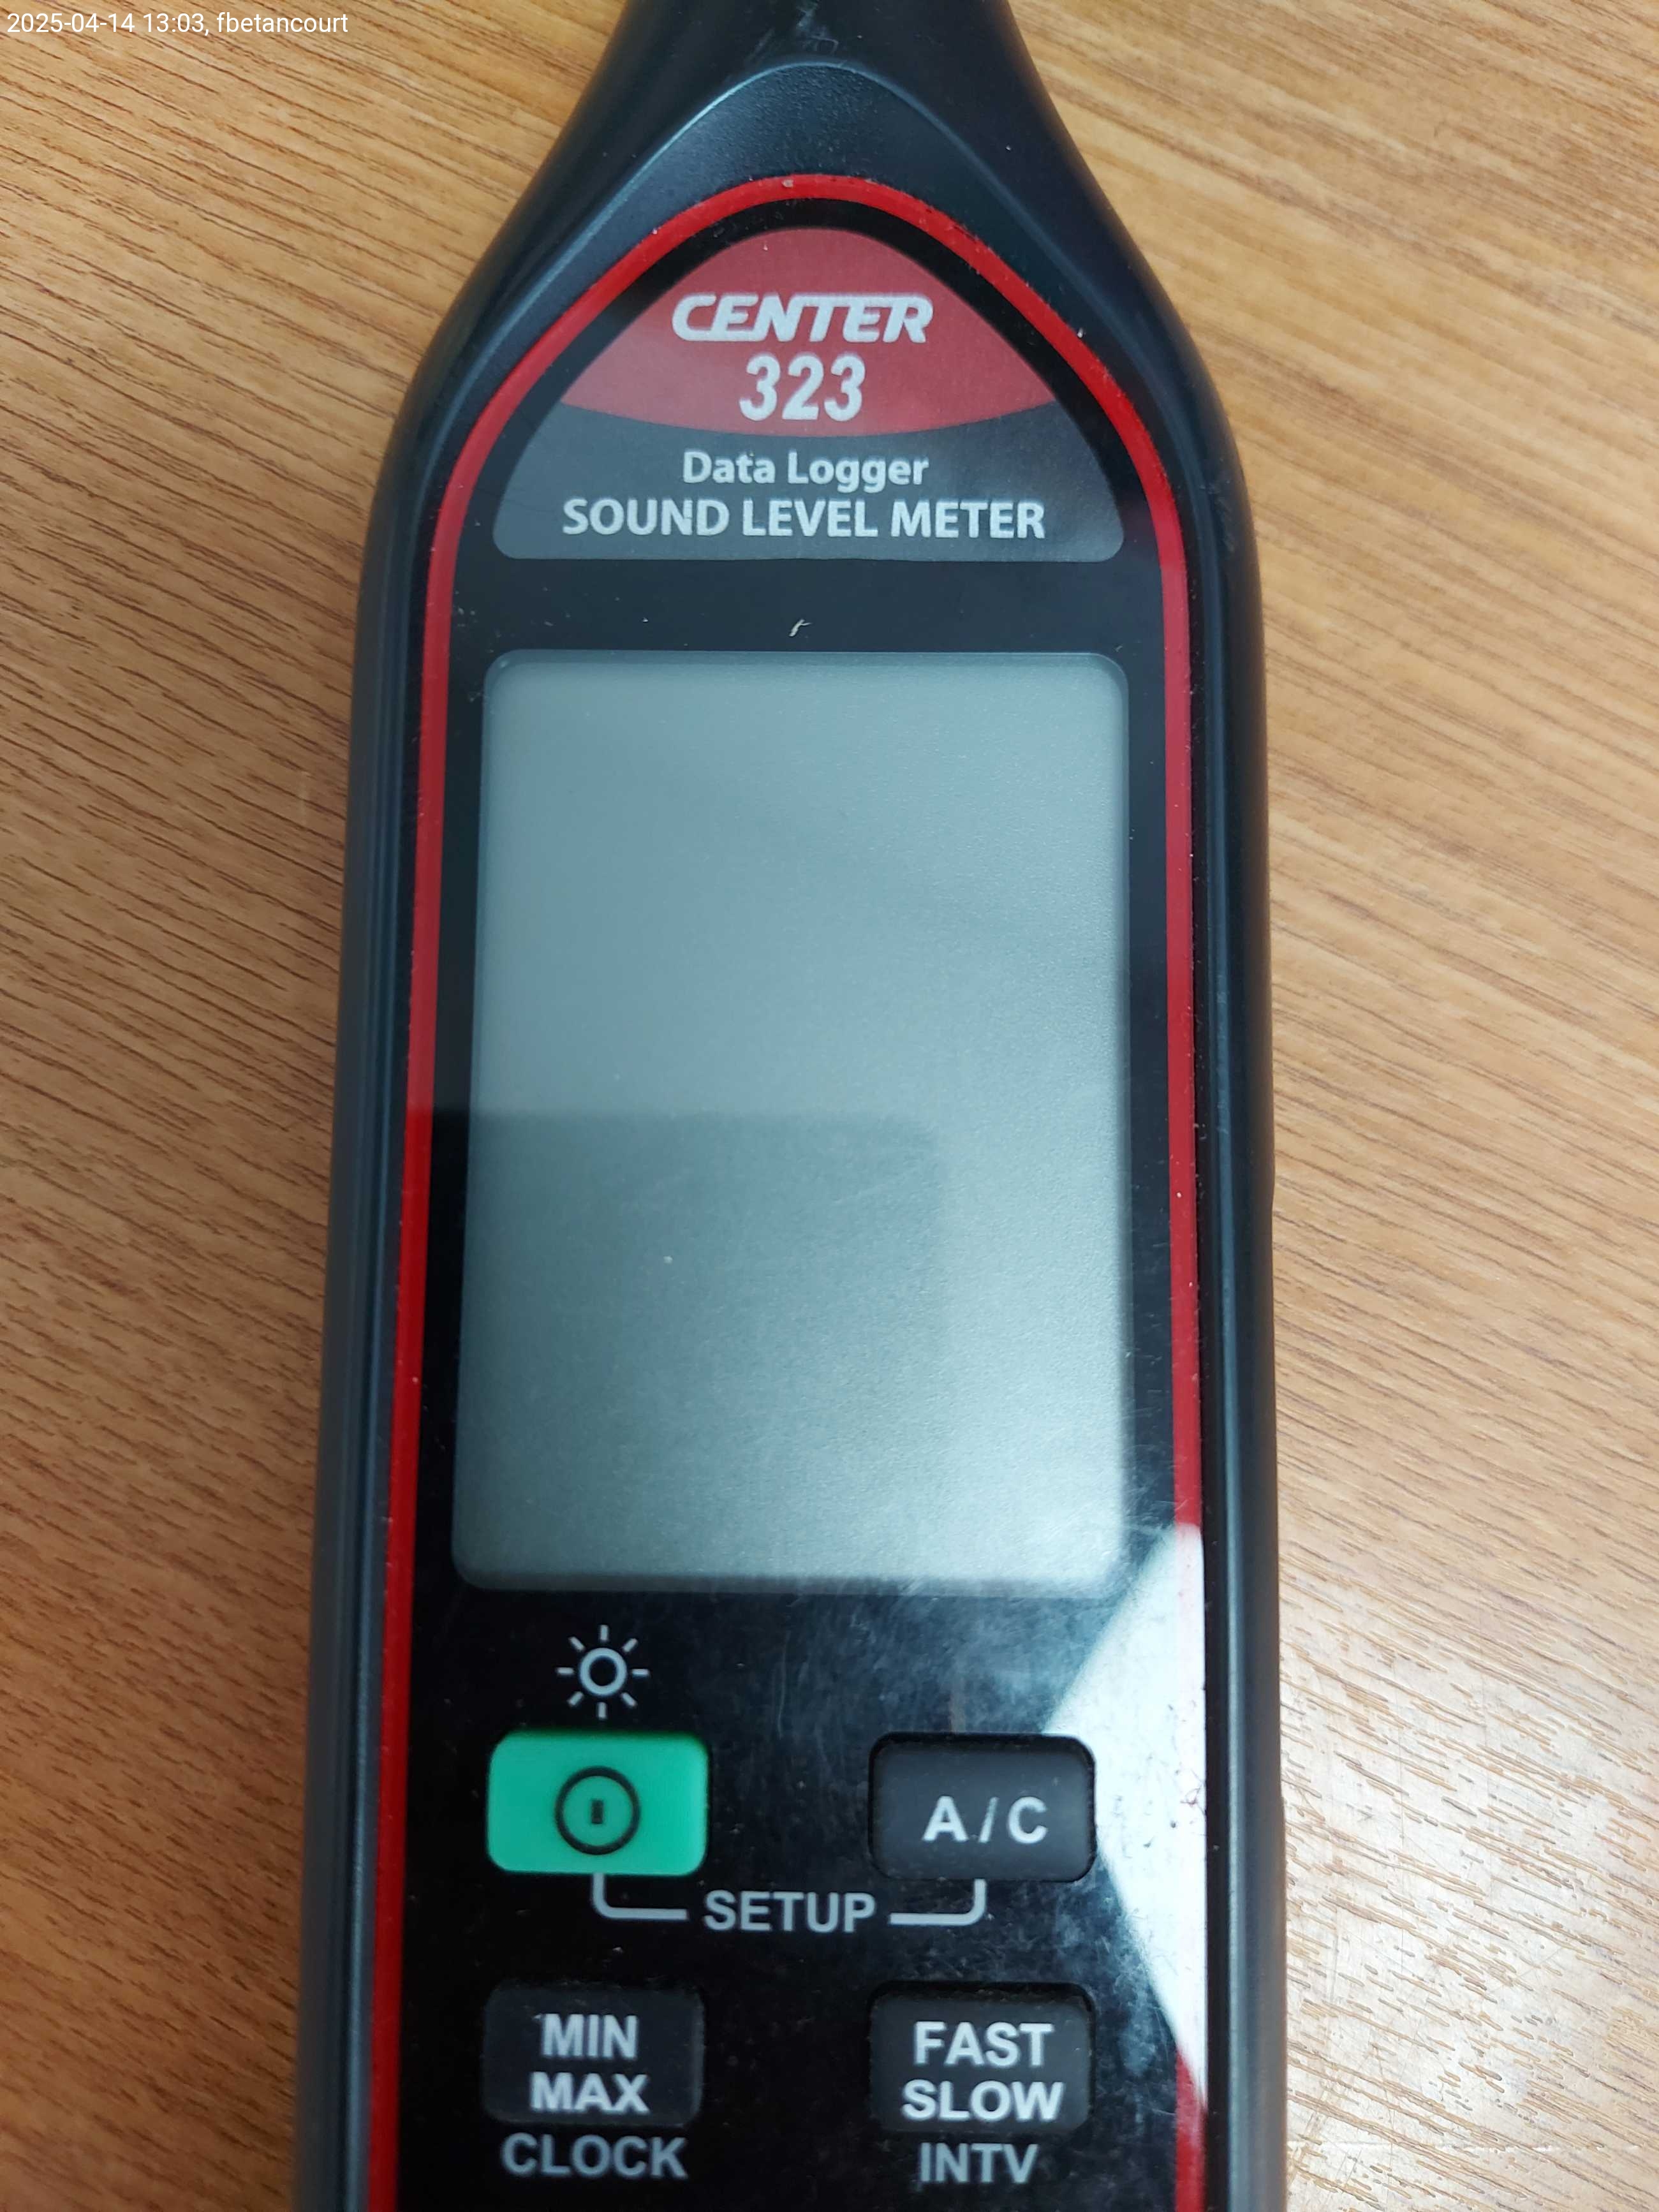 2025-04-14 13:03, fbetancourt
CENTER
323
Data Logger
SOUND LEVEL METER
A/C
SETUP
MIN
MAX
CLOCK
FAST
SLOW
INTV